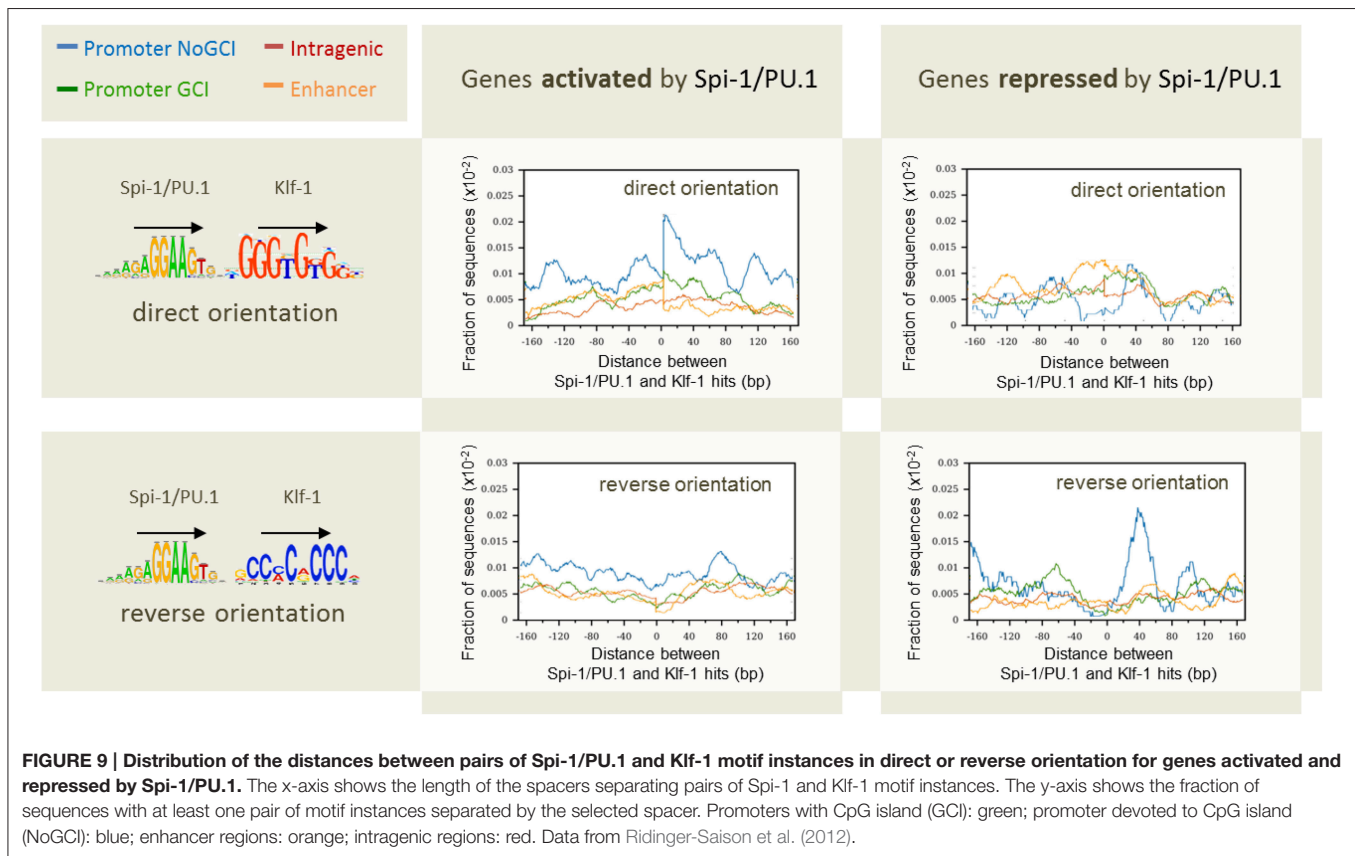 Promoter NoGCI
Intragenic
Promoter GCI
Enhancer
Genes activated by Spi-1/PU.1
Genes repressed by Spi-1/PU.1
Spi-1/PU.1
Klf-1
direct orientation
Fraction of sequences (x10-2)
0.03
0.025
0.02
0.015
0.01
0.005
0
direct orientation
-160 -120 -80 -40 0 40 80 120 160
Distance between
Spi-1/PU.1 and Klf-1 hits (bp)
Fraction of sequences (x10-2)
0.03
0.025
0.02
0.015
0.01
0.005
0
direct orientation
-160 -120 -80 -40 0 40 80 120 160
Distance between
Spi-1/PU.1 and Klf-1 hits (bp)
Spi-1/PU.1
Klf-1
reverse orientation
Fraction of sequences (x10-2)
0.03
0.025
0.02
0.015
0.01
0.005
0
reverse orientation
-160 -120 -80 -40 0 40 80 120 160
Distance between
Spi-1/PU.1 and Klf-1 hits (bp)
Fraction of sequences (x10-2)
0.03
0.025
0.02
0.015
0.01
0.005
0
reverse orientation
-160 -120 -80 -40 0 40 80 120 160
Distance between
Spi-1/PU.1 and Klf-1 hits (bp)
FIGURE 9 | Distribution of the distances between pairs of Spi-1/PU.1 and Klf-1 motif instances in direct or reverse orientation for genes activated and
repressed by Spi-1/PU.1. The x-axis shows the length of the spacers separating pairs of Spi-1 and Klf-1 motif instances. The y-axis shows the fraction of
sequences with at least one pair of motif instances separated by the selected spacer. Promoters with CpG island (GCI): green; promoter devoted to CpG island
(NoGCI): blue; enhancer regions: orange; intragenic regions: red. Data from Ridinger-Saison et al. (2012).